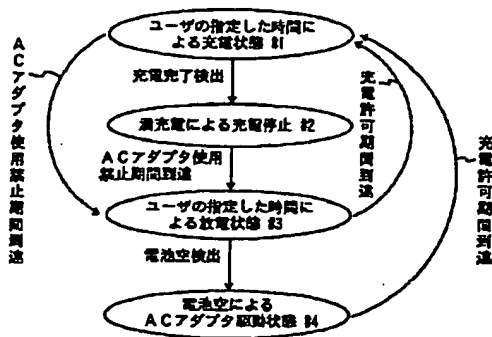 ユーザの指定した時間に
よる充電状態 #1
充電完了検出
満充電による充電停止 #2
ACアダプタ使用
禁止期間到達
ユーザの指定した時間に
よる放電状態 #3
電池空検出
電池空による
ACアダプタ駆動状態 #4
ACアダプタ使用禁止期間到達
充電許可期間到達
充電許可期間到達